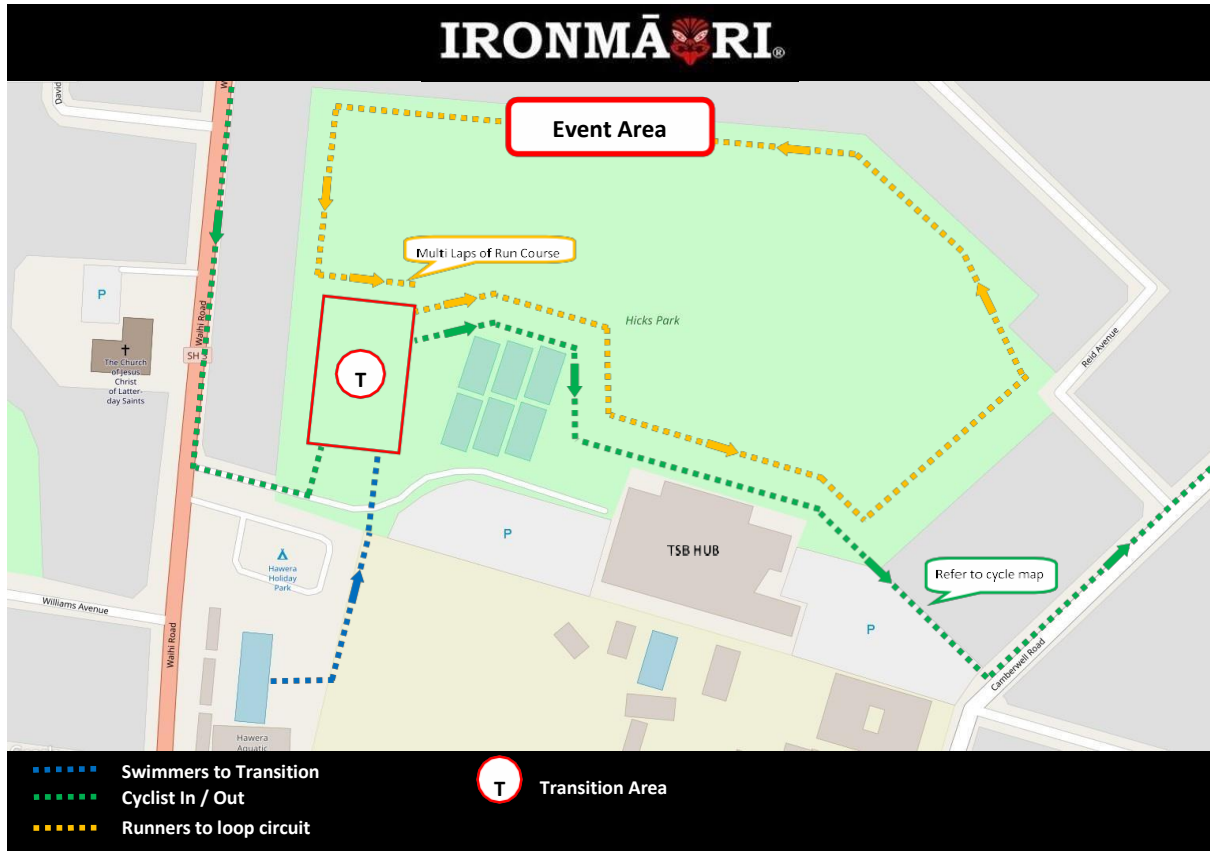 IRONMĀRI®
Event Area
Multi Laps of Run Course
Hicks Park
Waihi Road
SH 3
P
The Church
of Jesus
Christ
of Latter-
day Saints
T
Reid Avenue
P
TSB HUB
Refer to cycle map
Hawera
Holiday
Park
Williams Avenue
Waihi Road
P
Camberwell Road
Hawera
Aquatic
Swimmers to Transition
Cyclist In / Out
Runners to loop circuit
T
Transition Area